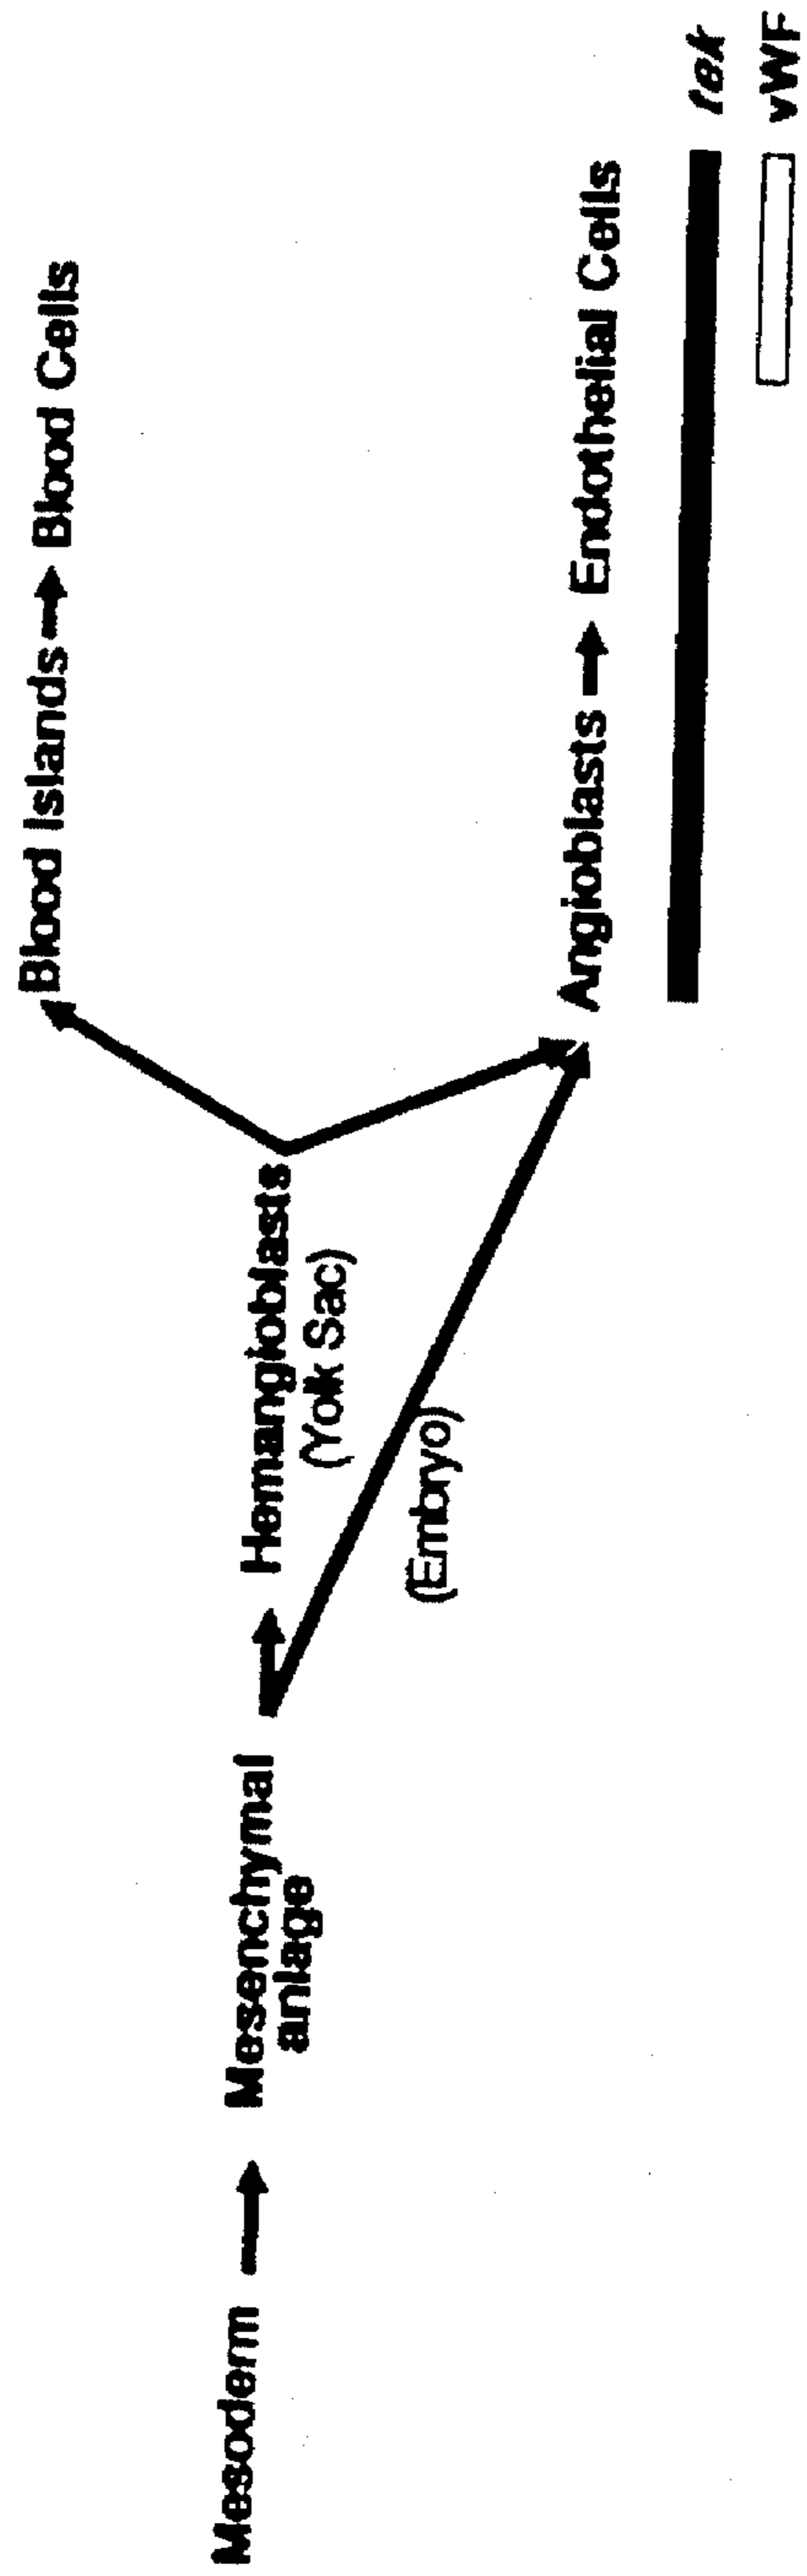 Blood Islands → Blood Cells
Mesoderm → Mesenchymal
anlage
Hemangioblasts
(Yolk Sac)
(Embryo)
Angioblasts → Endothelial Cells
tek
vWF